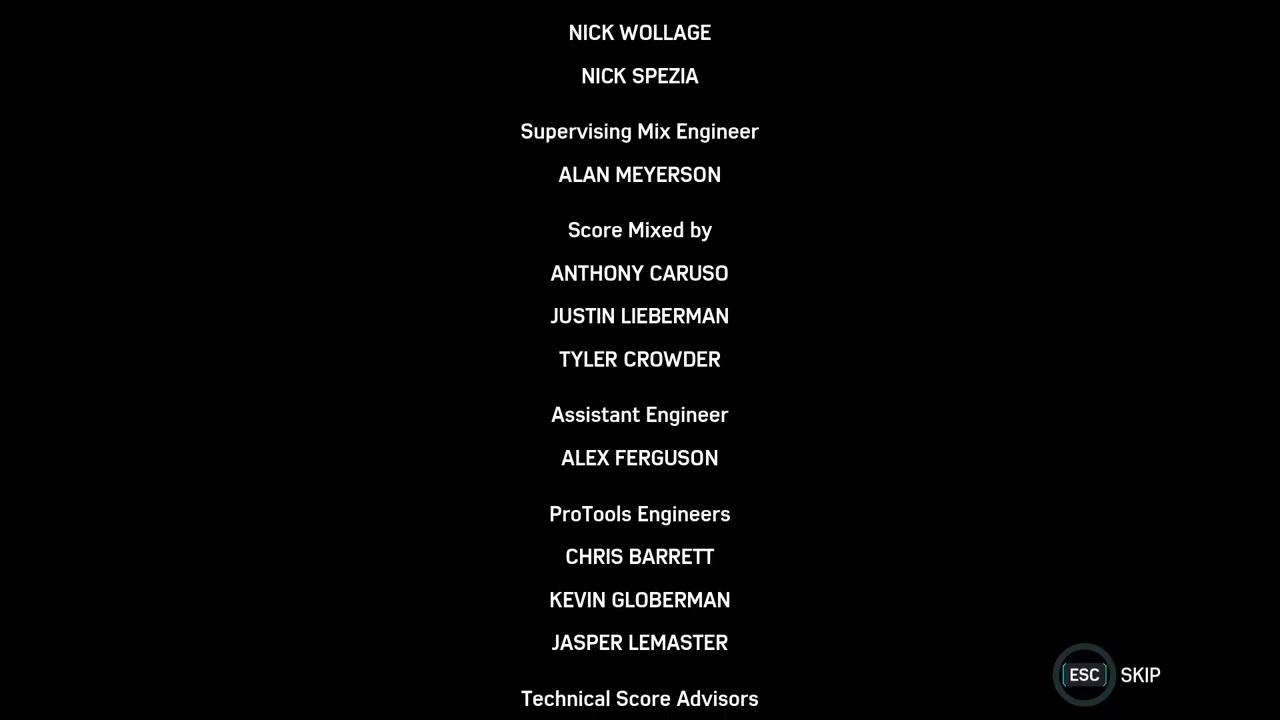 NICK WOLLAGE
NICK SPEZIA
Supervising Mix Engineer
ALAN MEYERSON
Score Mixed by
ANTHONY CARUSO
JUSTIN LIEBERMAN
TYLER CROWDER
Assistant Engineer
ALEX FERGUSON
ProTools Engineers
CHRIS BARRETT
KEVIN GLOBERMAN
JASPER LEMASTER
ESC SKIP
Technical Score Advisors